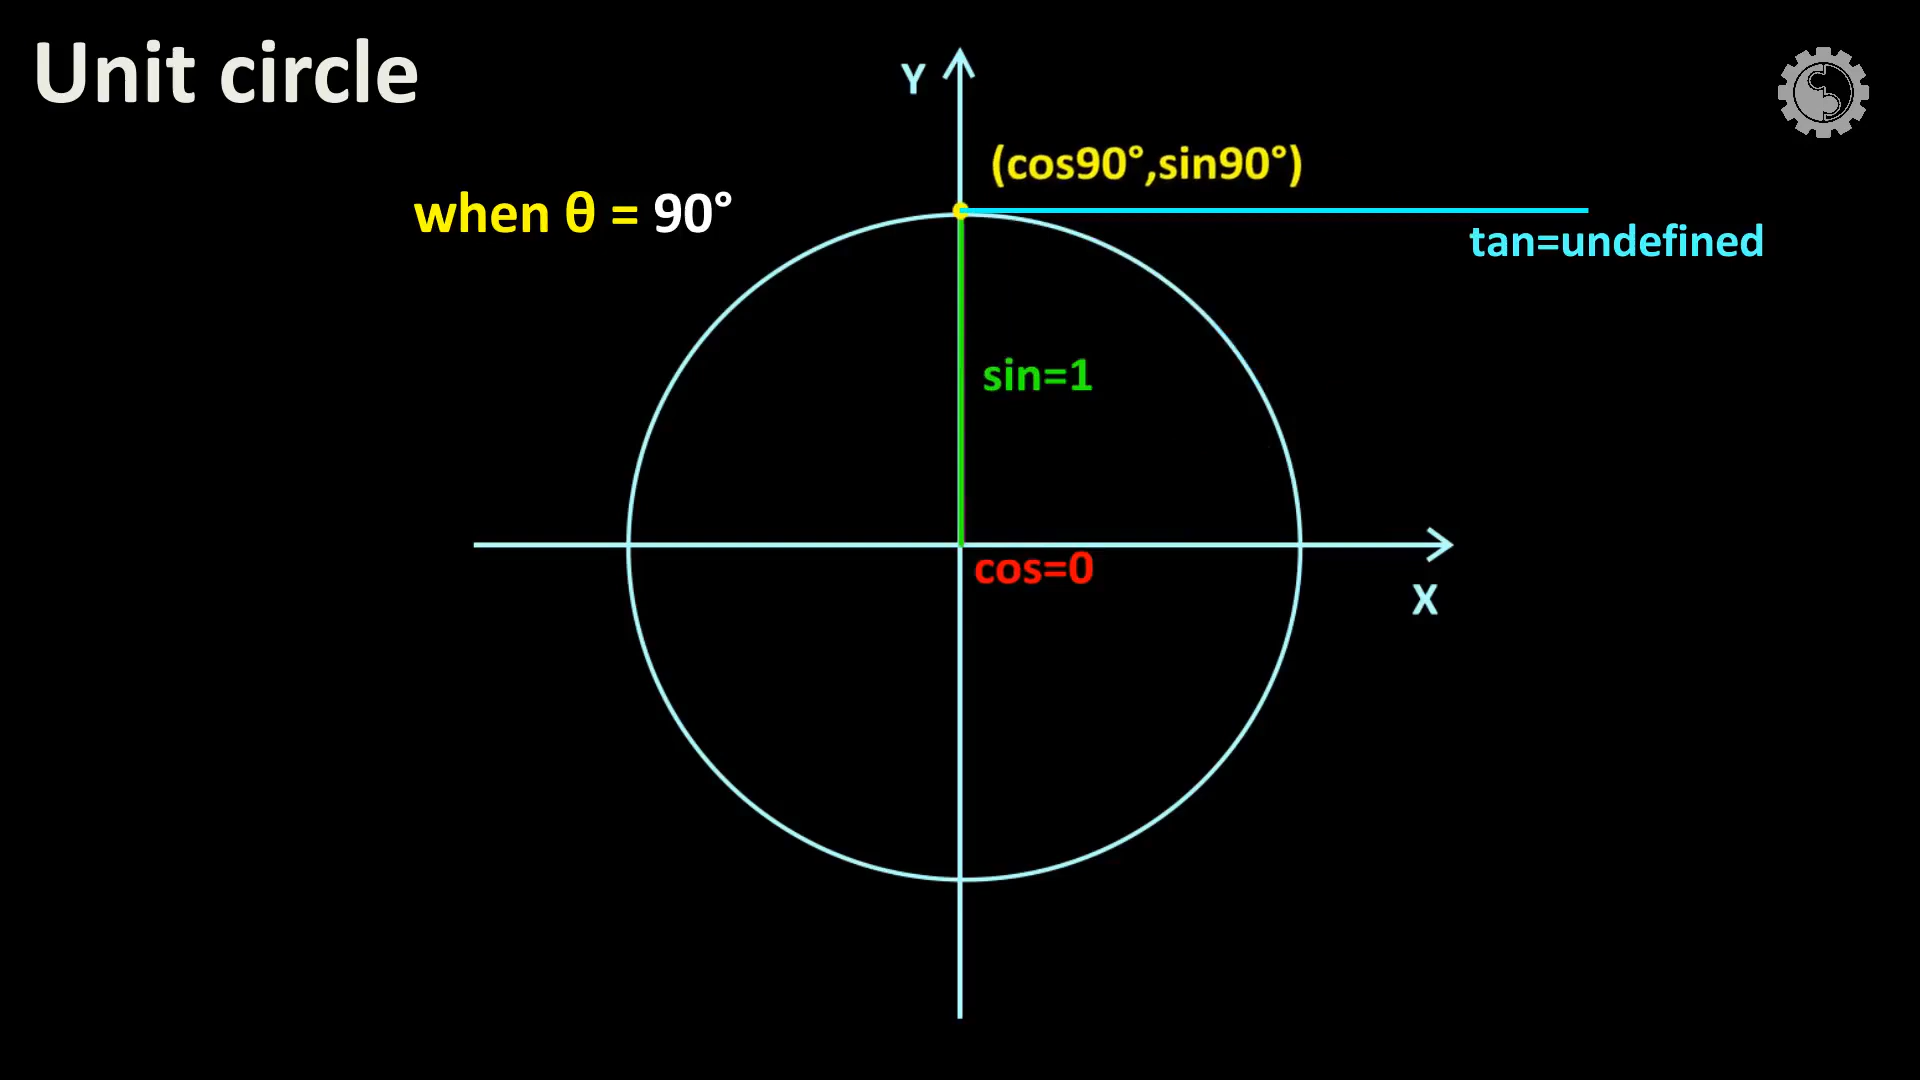 Unit circle
Y
(cos90°,sin90°)
when θ = 90°
tan=undefined
sin=1
cos=0
X